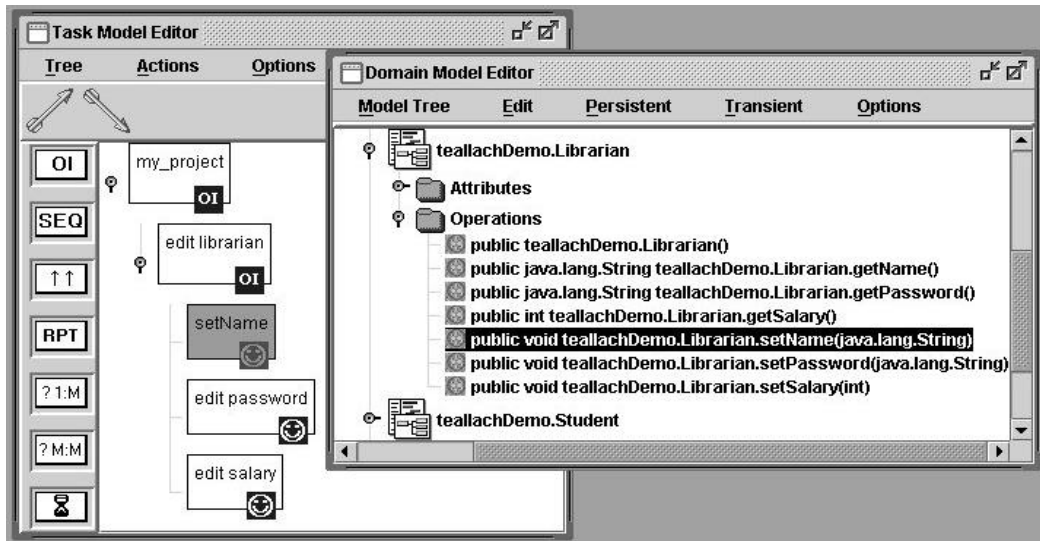 Task Model Editor
Tree Actions Options
OI
SEQ
↑↑
RPT
? 1:M
? M:M
my_project
OI
edit librarian
OI
setName
edit password
edit salary
Domain Model Editor
Model Tree Edit Persistent Transient Options
teallachDemo.Librarian
Attributes
Operations
public teallachDemo.Librarian()
public java.lang.String teallachDemo.Librarian.getName()
public java.lang.String teallachDemo.Librarian.getPassword()
public int teallachDemo.Librarian.getSalary()
public void teallachDemo.Librarian.setName(java.lang.String)
public void teallachDemo.Librarian.setPassword(java.lang.String)
public void teallachDemo.Librarian.setSalary(int)
teallachDemo.Student